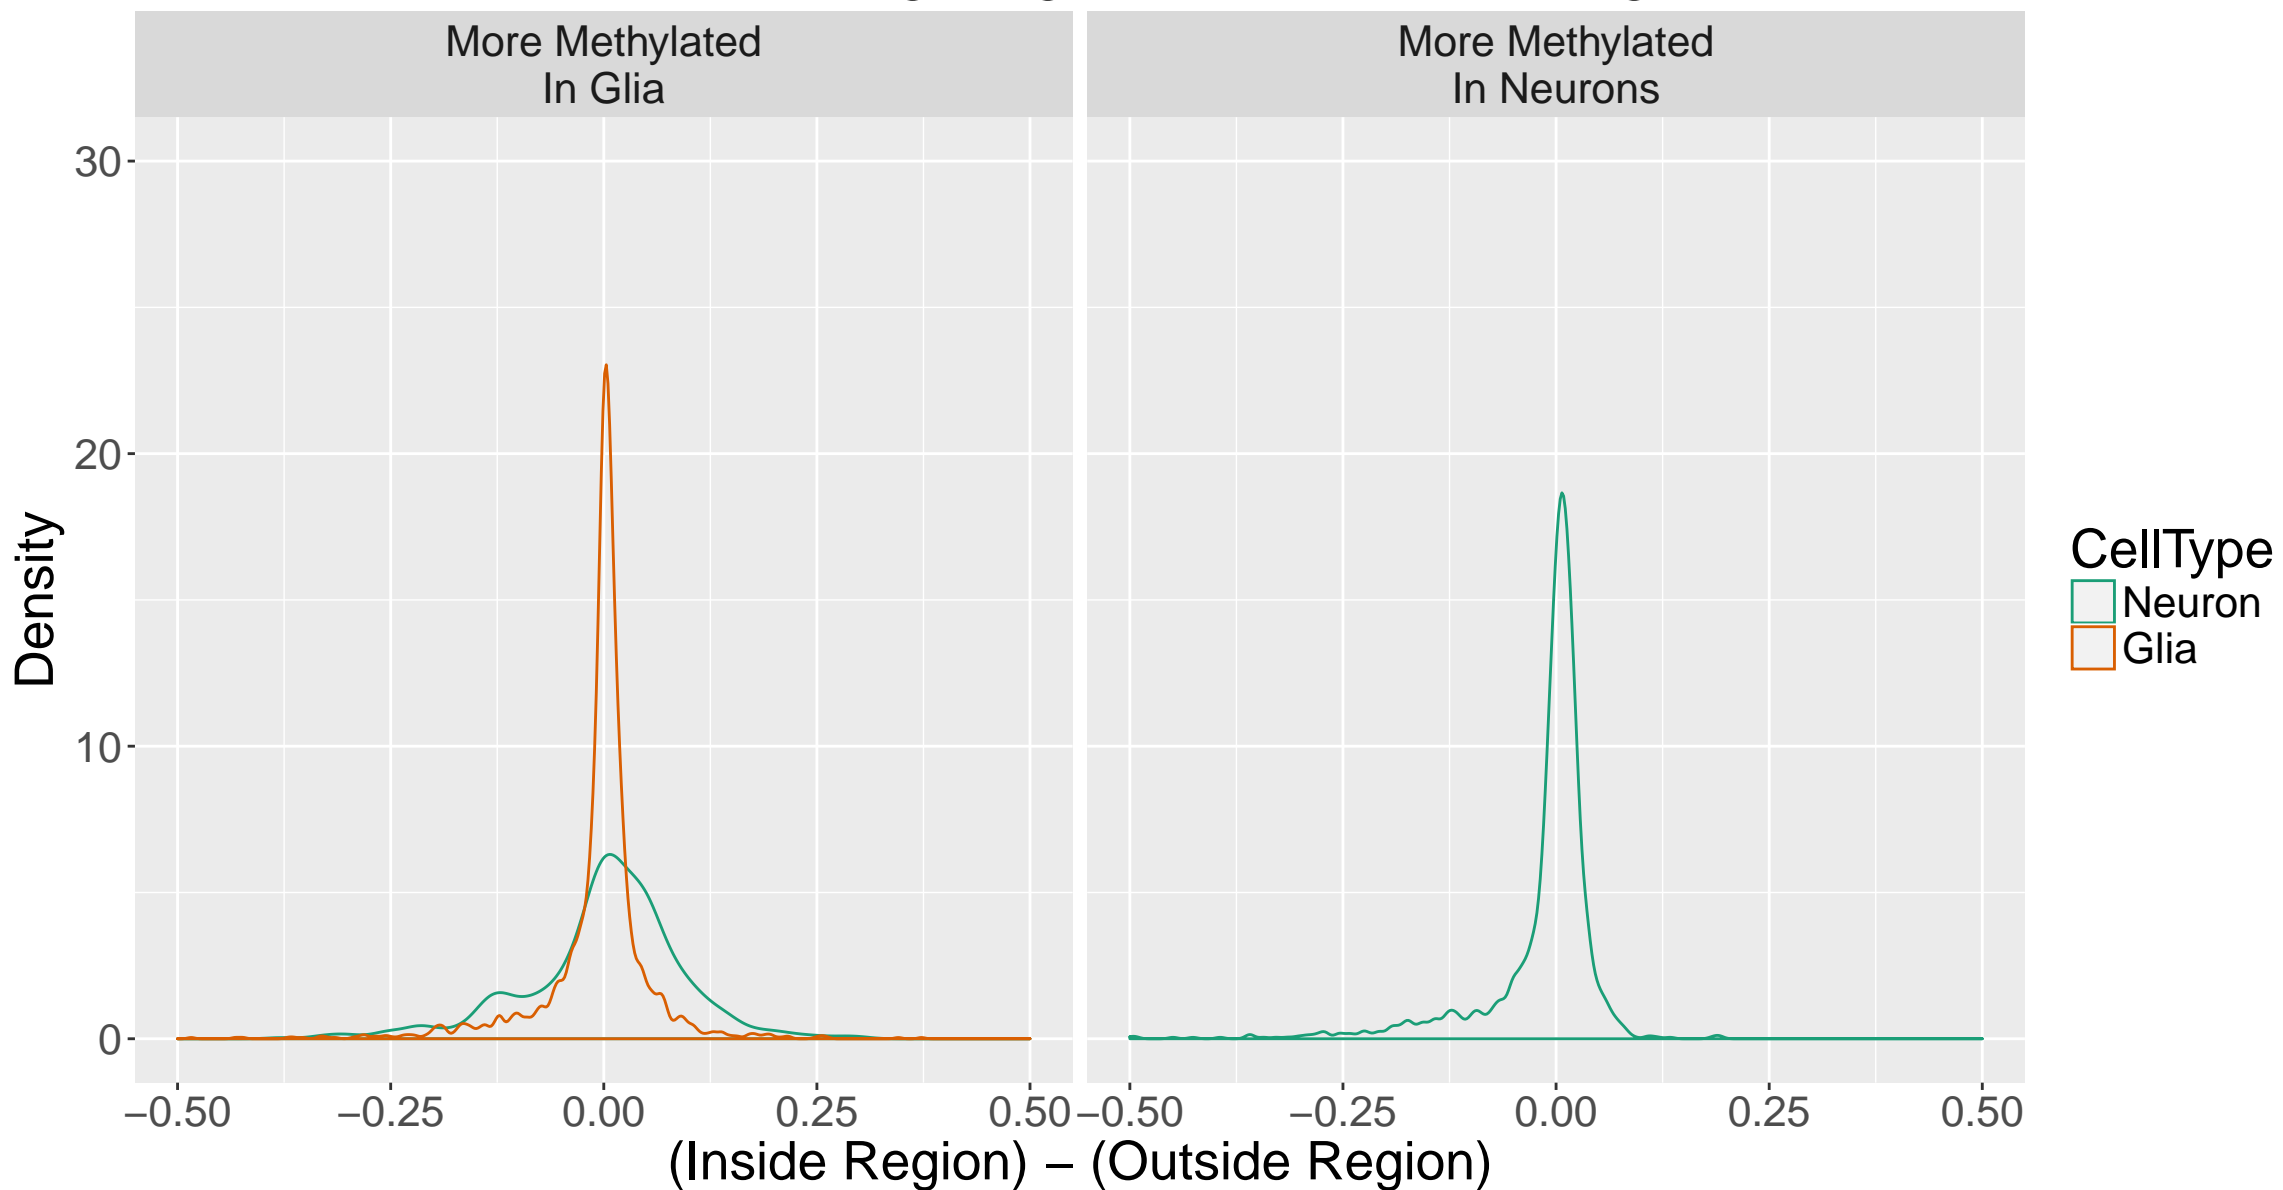 More Methylated
In Glia
More Methylated
In Neurons
30
20
10
0
Density
−0.50
−0.25
0.00
0.25
0.50
−0.50
−0.25
0.00
0.25
0.50
(Inside Region) − (Outside Region)
CellType
Neuron
Glia